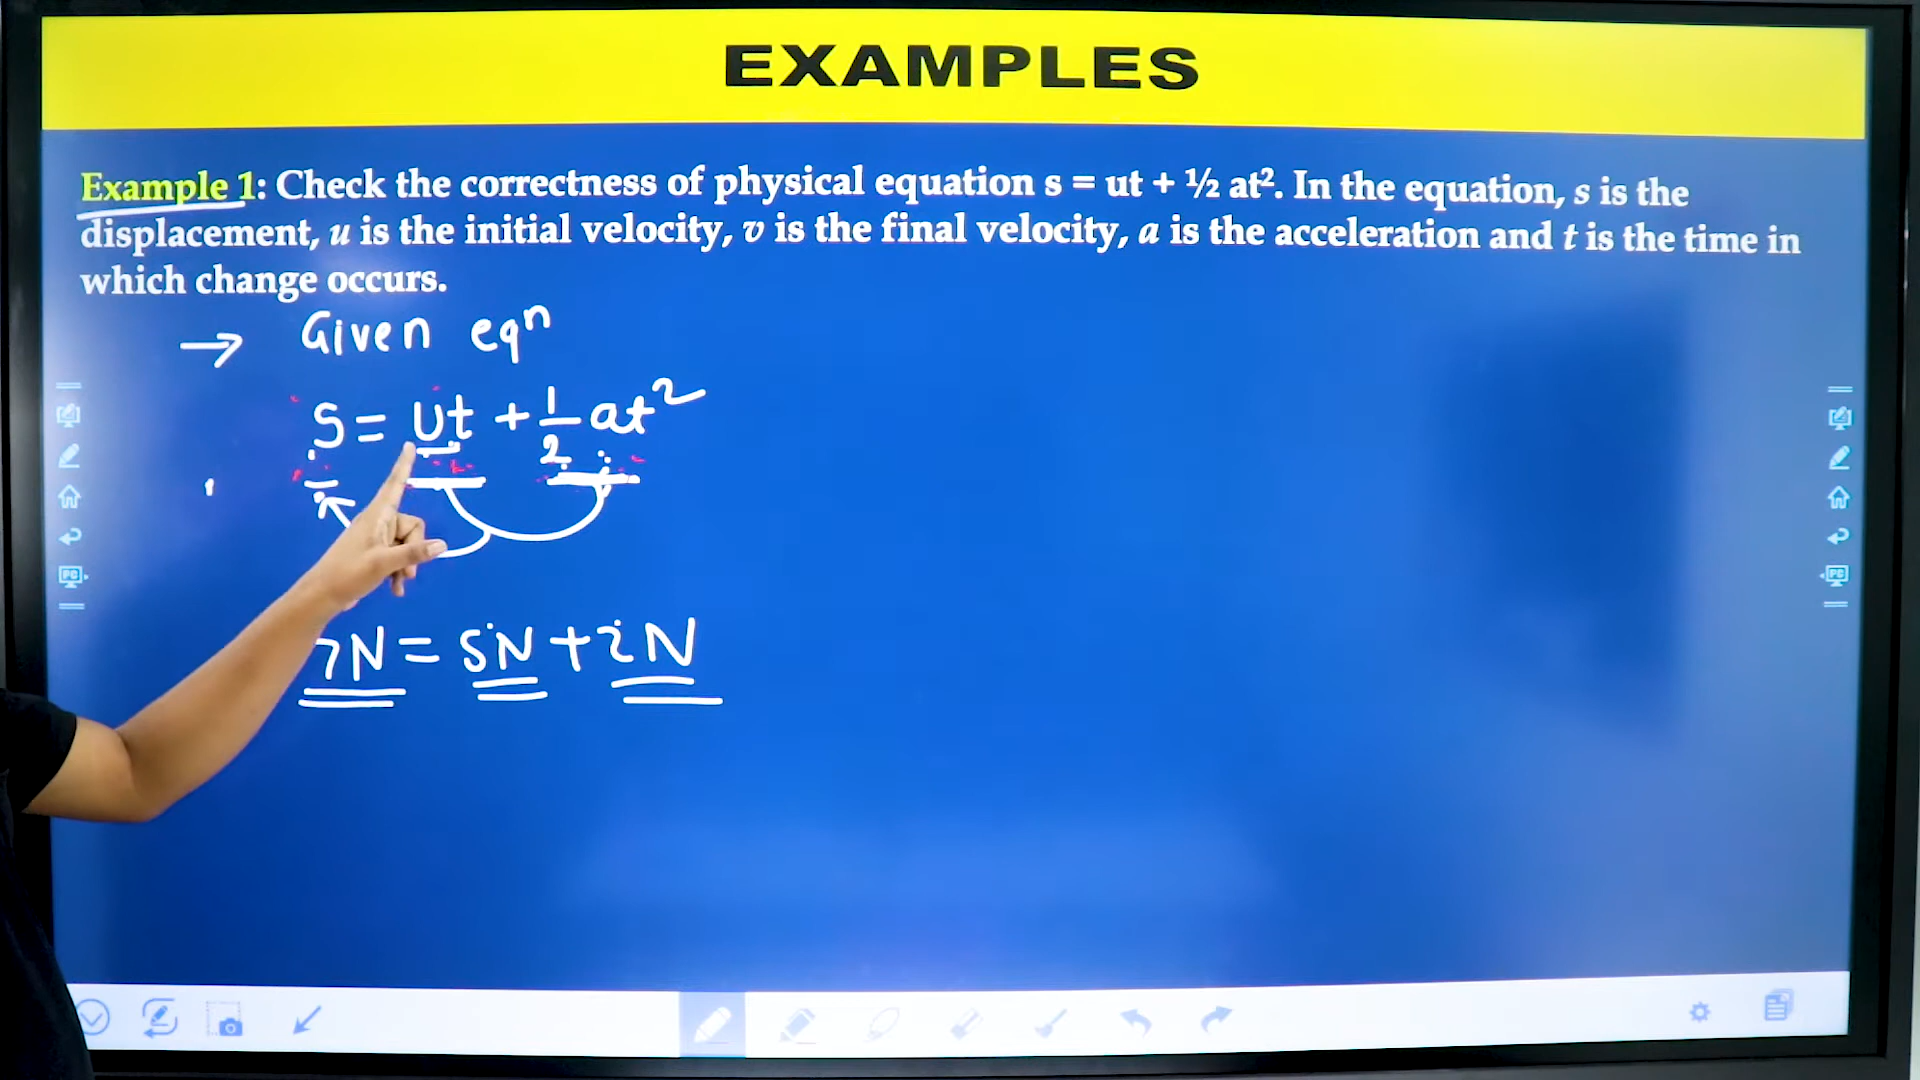 EXAMPLES
Example 1: Check the correctness of physical equation s = ut + ½ at². In the equation, s is the
displacement, u is the initial velocity, v is the final velocity, a is the acceleration and t is the time in
which change occurs.
→ Given eqⁿ
S = Ut + 1/2 at²
7N = 5N + 2N
PC
PC